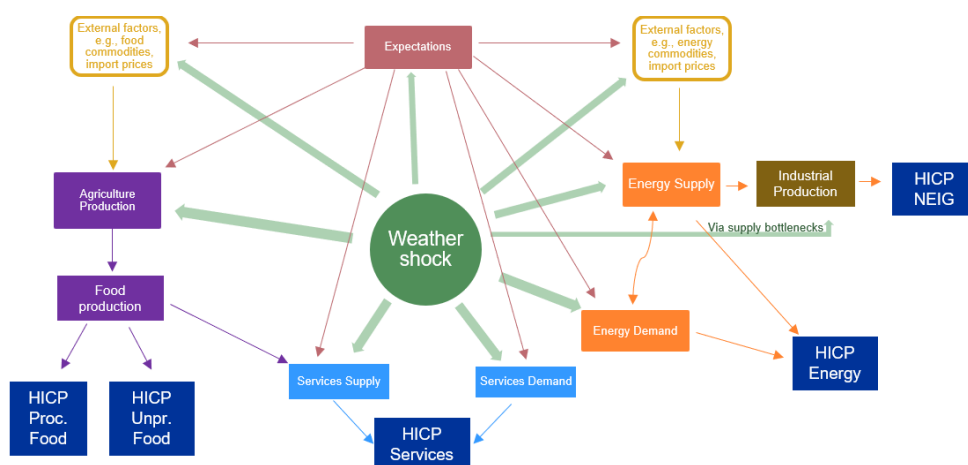 External factors,
e.g., food
commodities,
import prices
Expectations
External factors,
e.g., energy
commodities,
import prices
Agriculture
Production
Energy Supply
Industrial
Production
HICP
NEIG
Weather
shock
Via supply bottlenecks
Food
production
Energy Demand
HICP
Energy
Services Supply
Services Demand
HICP
Proc.
Food
HICP
Unpr.
Food
HICP
Services